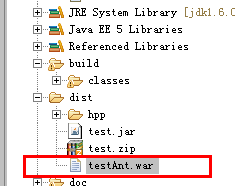 JRE System Library [jdk1.6.0
Java EE 5 Libraries
Referenced Libraries
build
classes
dist
hpp
test.jar
test.zip
testAnt.war
doc